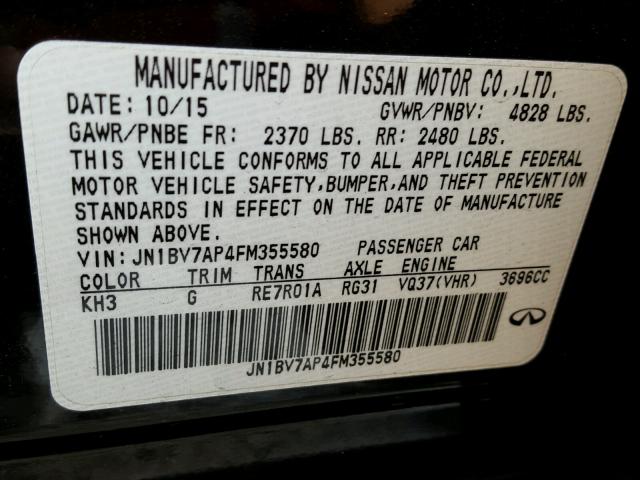 MANUFACTURED BY NISSAN MOTOR CO.,LTD.
DATE: 10/15 GVWR/PNBV: 4828 LBS.
GAWR/PNBE FR: 2370 LBS. RR: 2480 LBS.
THIS VEHICLE CONFORMS TO ALL APPLICABLE FEDERAL
MOTOR VEHICLE SAFETY,BUMPER,AND THEFT PREVENTION
STANDARDS IN EFFECT ON THE DATE OF MANUFACTURE
SHOWN ABOVE.
VIN: JN1BV7AP4FM355580 PASSENGER CAR
COLOR TRIM TRANS AXLE ENGINE
KH3 G RE7R01A RG31 VQ37(VHR) 3696CC
JN1BV7AP4FM355580